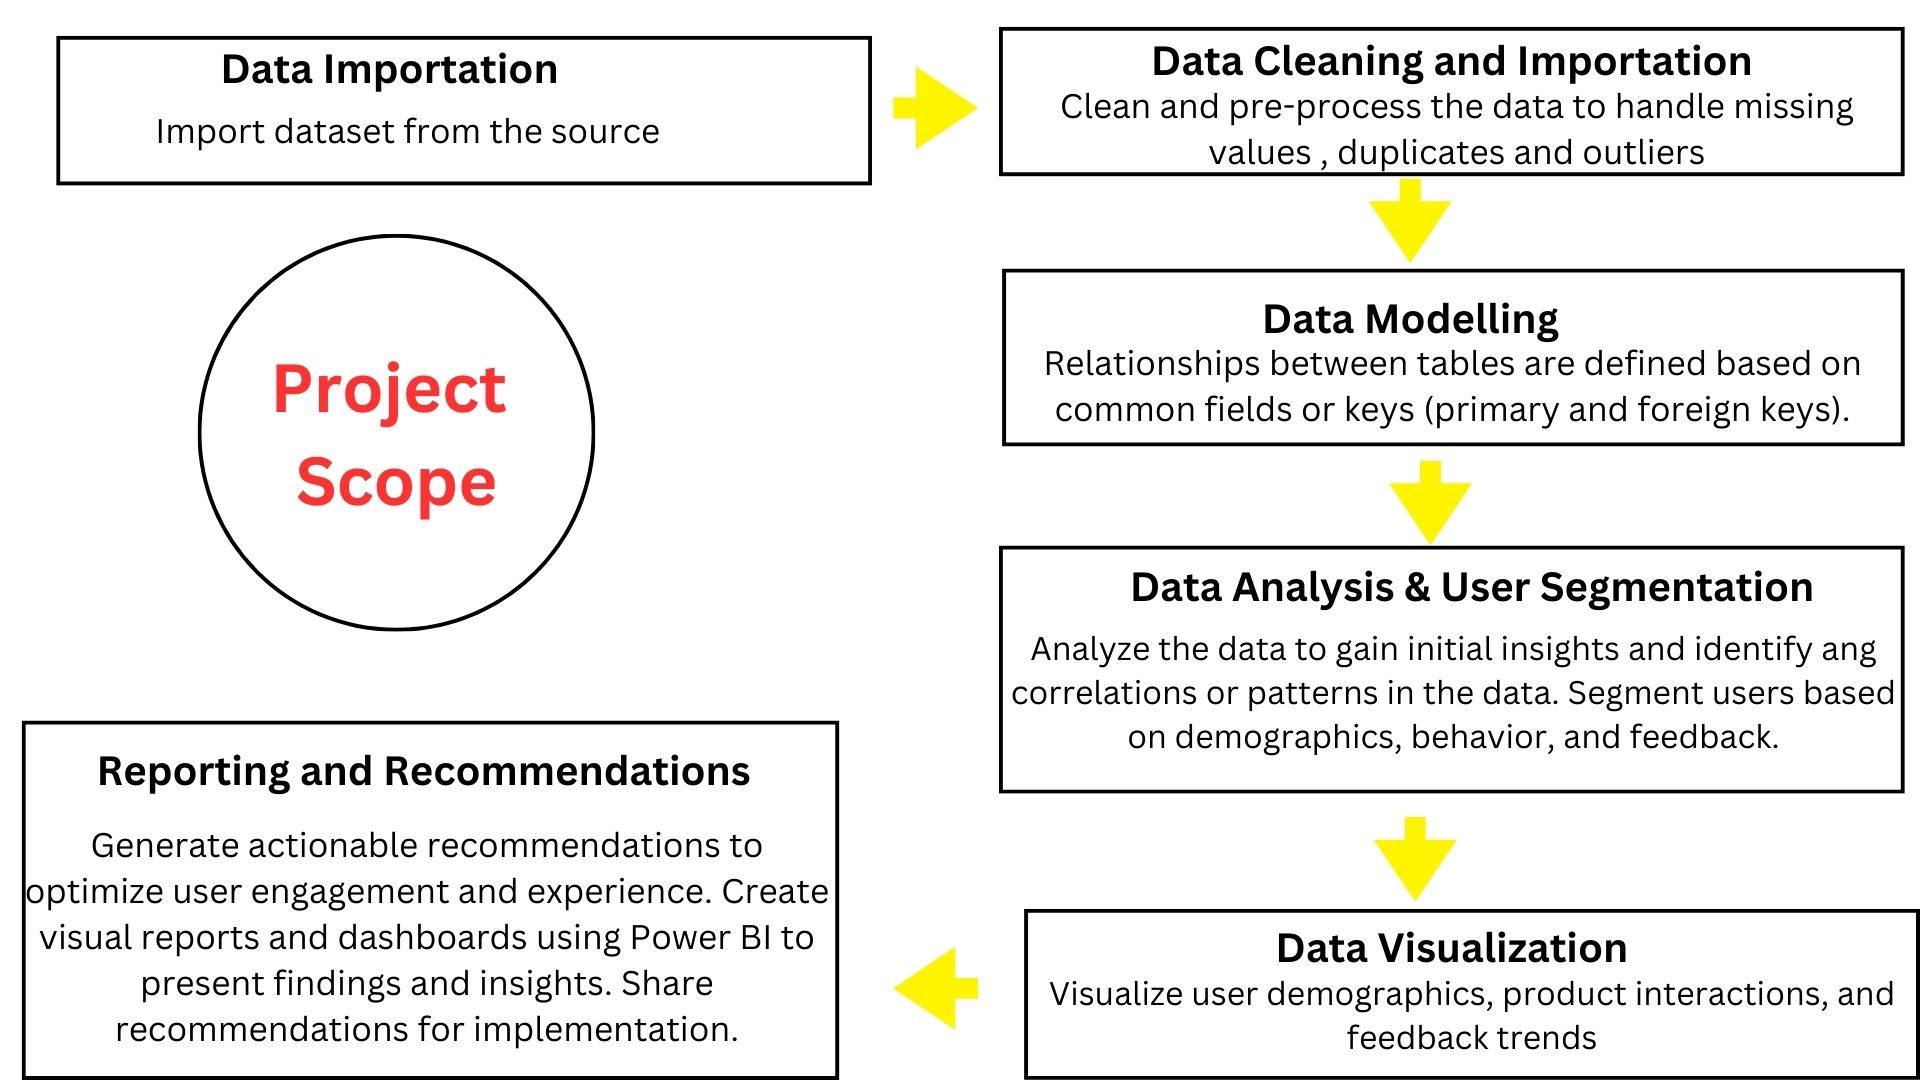 Data Importation
Import dataset from the source
Data Cleaning and Importation
Clean and pre-process the data to handle missing
values , duplicates and outliers
Project
Scope
Data Modelling
Relationships between tables are defined based on
common fields or keys (primary and foreign keys).
Data Analysis & User Segmentation
Analyze the data to gain initial insights and identify ang
correlations or patterns in the data. Segment users based
on demographics, behavior, and feedback.
Data Visualization
Visualize user demographics, product interactions, and
feedback trends
Reporting and Recommendations
Generate actionable recommendations to
optimize user engagement and experience. Create
visual reports and dashboards using Power BI to
present findings and insights. Share
recommendations for implementation.